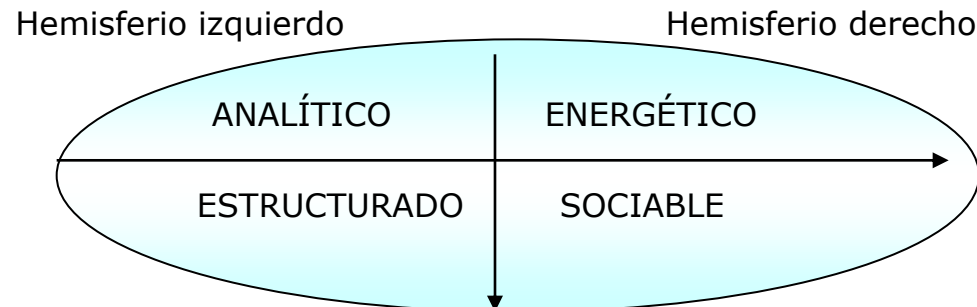 Hemisferio izquierdo Hemisferio derecho
ANALÍTICO ENERGÉTICO
ESTRUCTURADO SOCIABLE